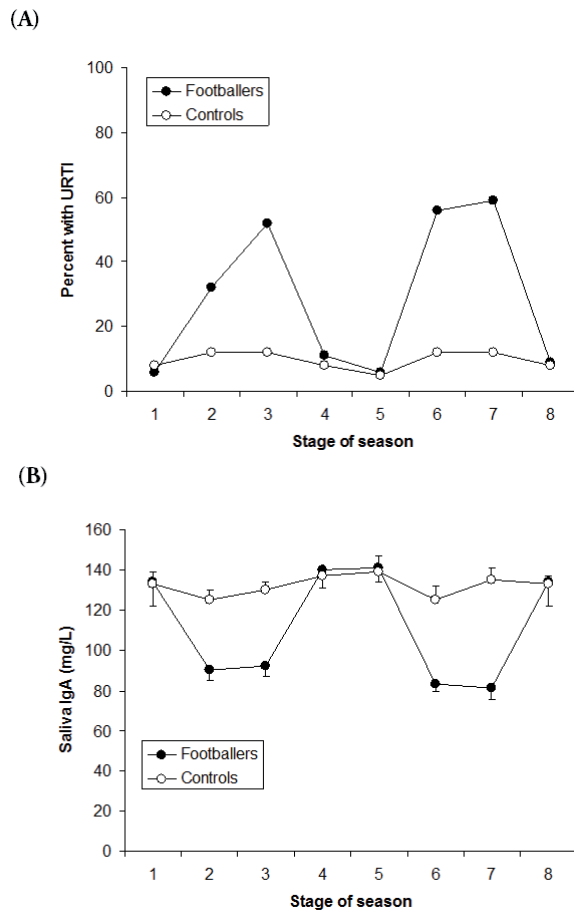 (A)
100
80
60
40
20
0
Percent with URTI
Footballers
Controls
1 2 3 4 5 6 7 8
Stage of season
(B)
160
140
120
100
80
60
40
20
0
Saliva IgA (mg/L)
Footballers
Controls
1 2 3 4 5 6 7 8
Stage of season